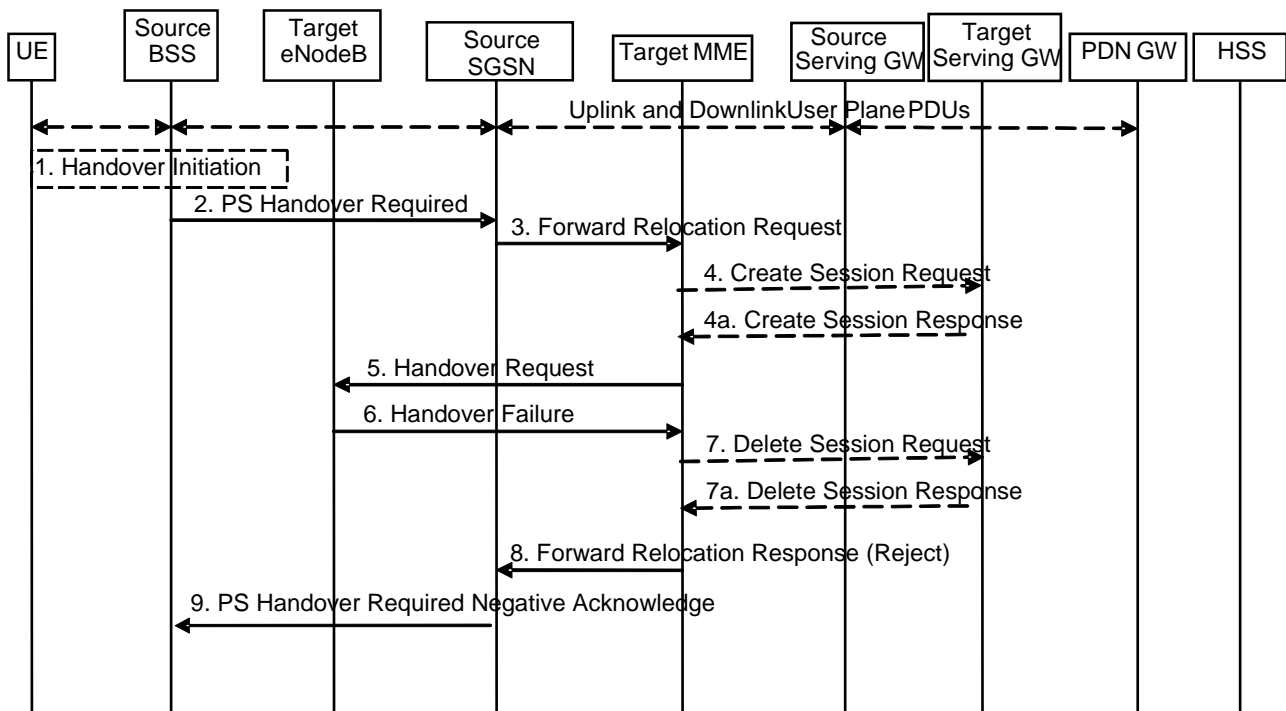 UE
Source
BSS
Target
eNodeB
Source
SGSN
Target MME
Source
Serving GW
Target
Serving GW
PDN GW
HSS
Uplink and Downlink User Plane PDUs
1. Handover Initiation
2. PS Handover Required
3. Forward Relocation Request
4. Create Session Request
4a. Create Session Response
5. Handover Request
6. Handover Failure
7. Delete Session Request
7a. Delete Session Response
8. Forward Relocation Response (Reject)
9. PS Handover Required Negative Acknowledge